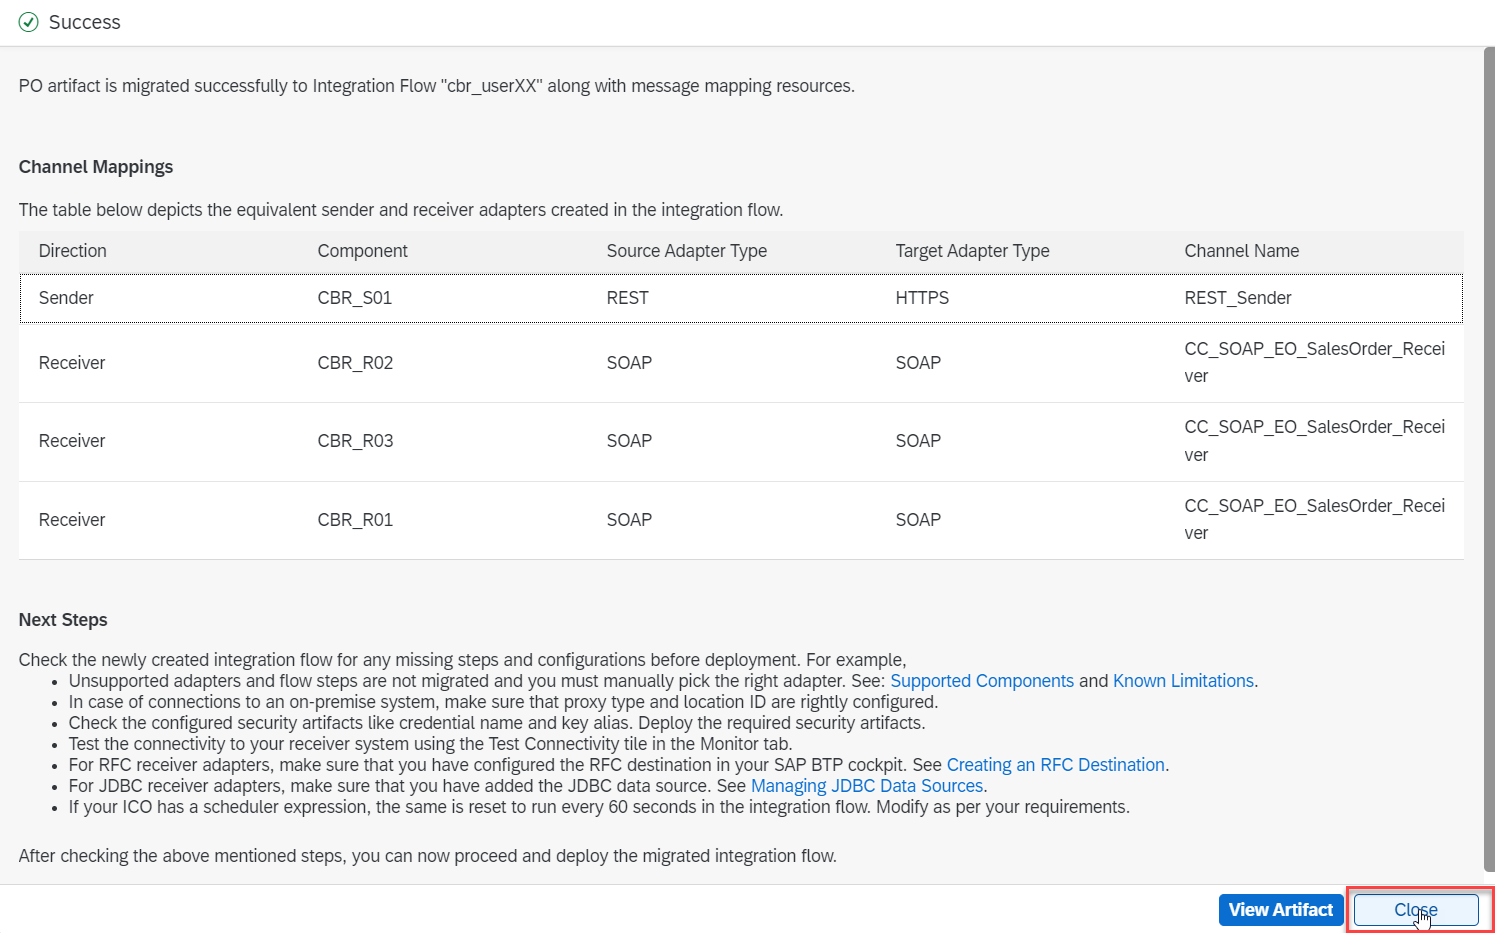 Success
PO artifact is migrated successfully to Integration Flow "cbr_userXX" along with message mapping resources.
Channel Mappings
The table below depicts the equivalent sender and receiver adapters created in the integration flow.
Direction Component Source Adapter Type Target Adapter Type Channel Name
Sender CBR_S01 REST HTTPS REST_Sender
Receiver CBR_R02 SOAP SOAP CC_SOAP_EO_SalesOrder_Recei
ver
Receiver CBR_R03 SOAP SOAP CC_SOAP_EO_SalesOrder_Recei
ver
Receiver CBR_R01 SOAP SOAP CC_SOAP_EO_SalesOrder_Recei
ver
Next Steps
Check the newly created integration flow for any missing steps and configurations before deployment. For example,
• Unsupported adapters and flow steps are not migrated and you must manually pick the right adapter. See: Supported Components and Known Limitations.
• In case of connections to an on-premise system, make sure that proxy type and location ID are rightly configured.
• Check the configured security artifacts like credential name and key alias. Deploy the required security artifacts.
• Test the connectivity to your receiver system using the Test Connectivity tile in the Monitor tab.
• For RFC receiver adapters, make sure that you have configured the RFC destination in your SAP BTP cockpit. See Creating an RFC Destination.
• For JDBC receiver adapters, make sure that you have added the JDBC data source. See Managing JDBC Data Sources.
• If your ICO has a scheduler expression, the same is reset to run every 60 seconds in the integration flow. Modify as per your requirements.
After checking the above mentioned steps, you can now proceed and deploy the migrated integration flow.
View Artifact Close